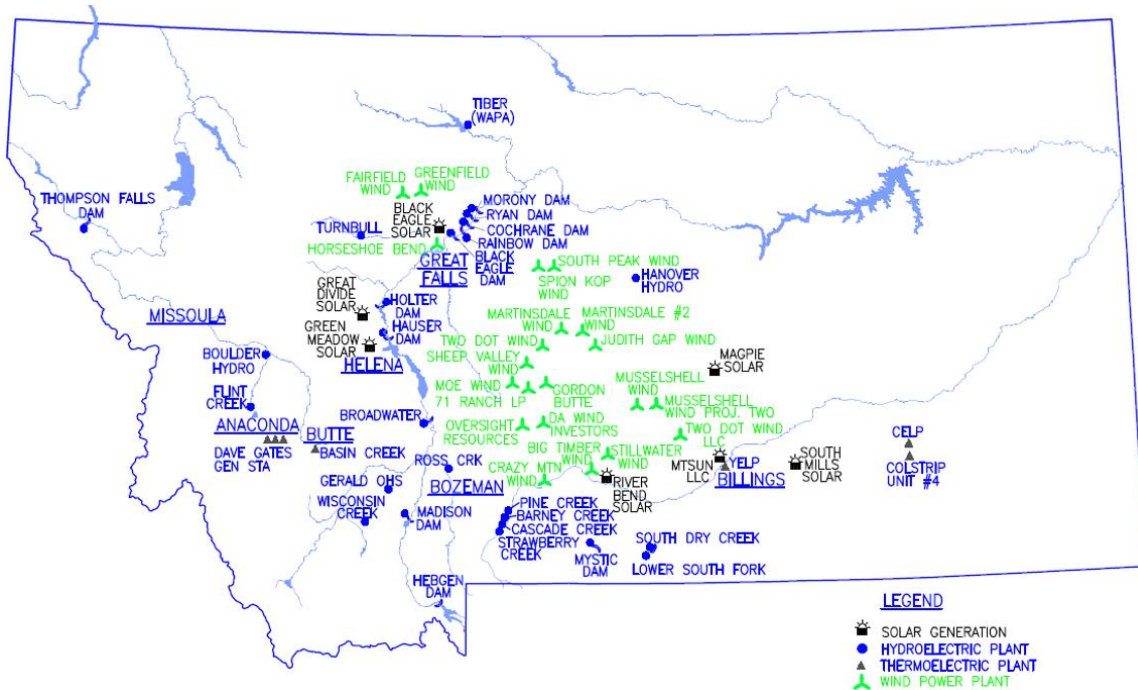 TIBER
(WAPA)
FAIRFIELD
WIND
GREENFIELD
WIND
THOMPSON FALLS
DAM
BLACK
EAGLE
SOLAR
MORONY DAM
RYAN DAM
COCHRANE DAM
RAINBOW DAM
TURNBULL
HORSESHOE BEND
GREAT
FALLS
BLACK
EAGLE
DAM
SOUTH PEAK WIND
SPION KOP
WIND
HANOVER
HYDRO
GREAT
DIVIDE
SOLAR
HOLTER
DAM
MISSOULA
GREEN
MEADOW
SOLAR
HAUSER
DAM
MARTINSDALE
WIND
MARTINSDALE #2
WIND
TWO DOT WIND
JUDITH GAP WIND
BOULDER
HYDRO
HELENA
SHEEP VALLEY
WIND
MAGPIE
SOLAR
MOE WIND
71 RANCH LP
GORDON
BUTTE
MUSSELSHELL
WIND
MUSSELSHELL
WIND PROJ. TWO
FLINT
CREEK
ANACONDA
BUTTE
BROADWATER
OVERSIGHT
RESOURCES
DA WIND
INVESTORS
TWO DOT WIND
LLC
CELP
DAVE GATES
GEN STA
BASIN CREEK
BIG TIMBER
WIND
STILLWATER
WIND
ROSS CRK
CRAZY MTN
WIND
MTSUN
LLC
YELP
BILLINGS
SOUTH
MILLS
SOLAR
COLSTRIP
UNIT #4
GERALD OHS
BOZEMAN
RIVER
BEND
SOLAR
WISCONSIN
CREEK
MADISON
DAM
PINE CREEK
BARNEY CREEK
CASCADE CREEK
STRAWBERRY
CREEK
MYSTIC
DAM
SOUTH DRY CREEK
LOWER SOUTH FORK
HEBGEN
DAM
LEGEND
SOLAR GENERATION
HYDROELECTRIC PLANT
THERMOELECTRIC PLANT
WIND POWER PLANT